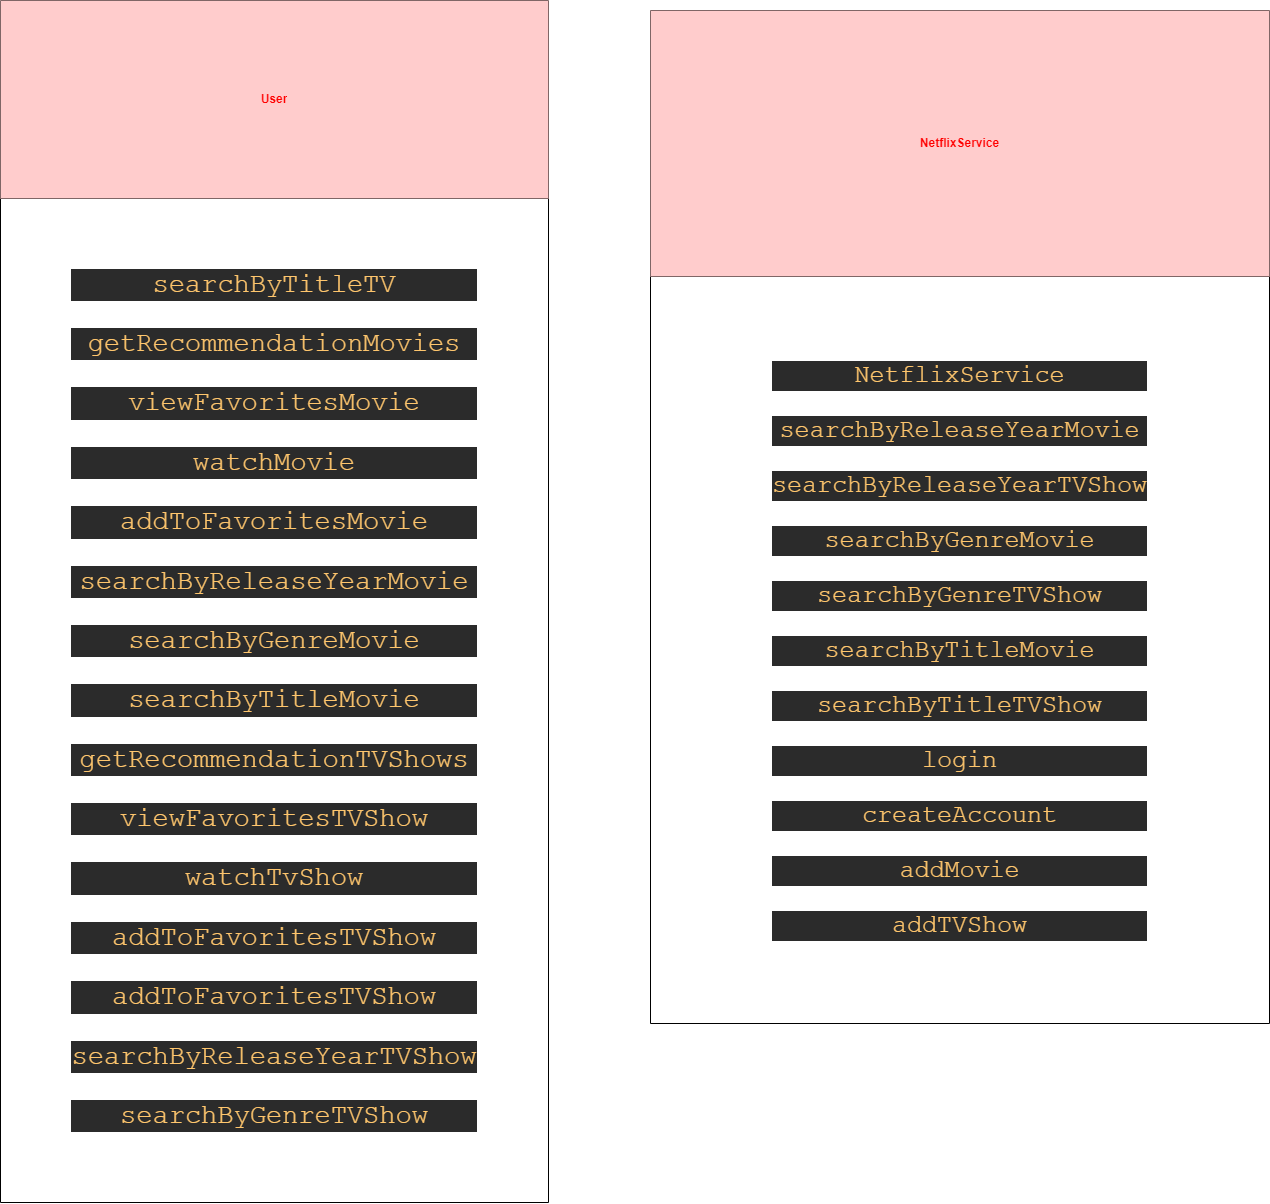 User
searchByTitleTV
getRecommendationMovies
viewFavoritesMovie
watchMovie
addToFavoritesMovie
searchByReleaseYearMovie
searchByGenreMovie
searchByTitleMovie
getRecommendationTVShows
viewFavoritesTVShow
watchTvShow
addToFavoritesTVShow
addToFavoritesTVShow
searchByReleaseYearTVShow
searchByGenreTVShow
NetflixService
NetflixService
searchByReleaseYearMovie
searchByReleaseYearTVShow
searchByGenreMovie
searchByGenreTVShow
searchByTitleMovie
searchByTitleTVShow
login
createAccount
addMovie
addTVShow